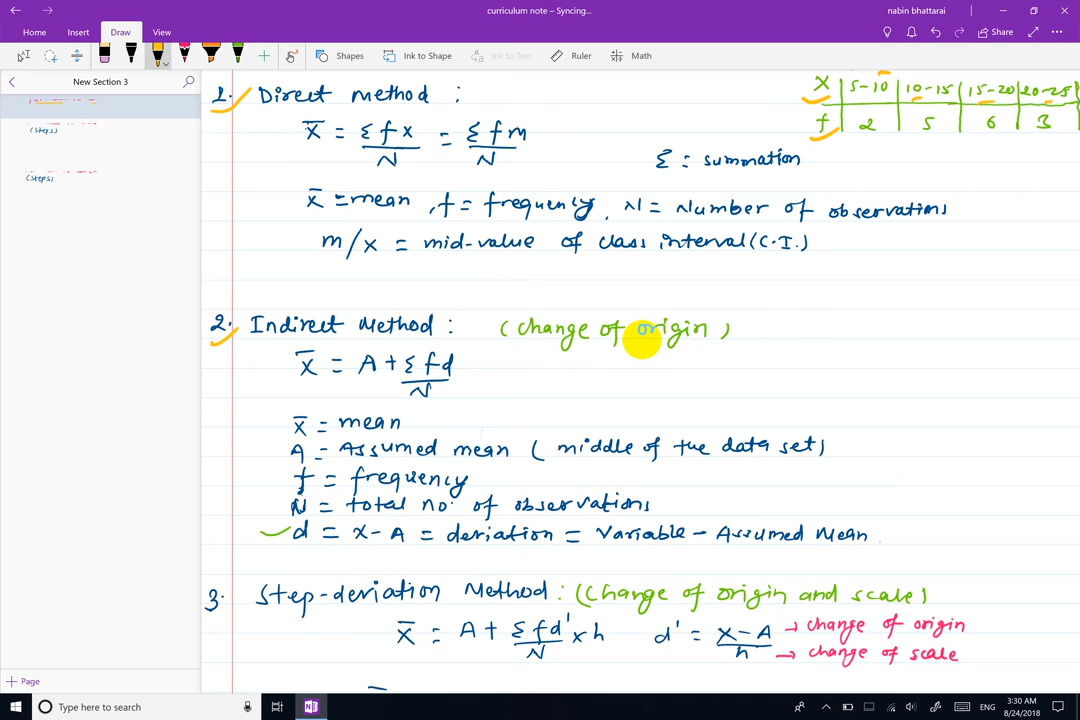 curriculum note - Syncing...
nabin bhattarai
Home Insert Draw View
Share
Shapes Ink to Shape Ink to Text Ruler Math
New Section 3
(steps)
(steps)
Page
1. Direct method :
X | 5-10 | 10-15 | 15-20 | 20-25
f | 2 | 5 | 6 | 3
x̄ = Σfx/N = Σfm/N
Σ = summation
x̄ = mean, f = frequency, N = Number of observations
m/x = mid-value of class interval (C.I.)
2. Indirect Method : (change of origin)
x̄ = A + Σfd/N
x̄ = mean
A = Assumed mean ( middle of the data set)
f = frequency
N = total no. of observations
d = x - A = deviation = Variable - Assumed Mean
3. Step-deviation Method : (change of origin and scale)
x̄ = A + Σfd'/N x h d' = x-A/h → change of origin
→ change of scale
Type here to search
ENG
3:30 AM
8/24/2018